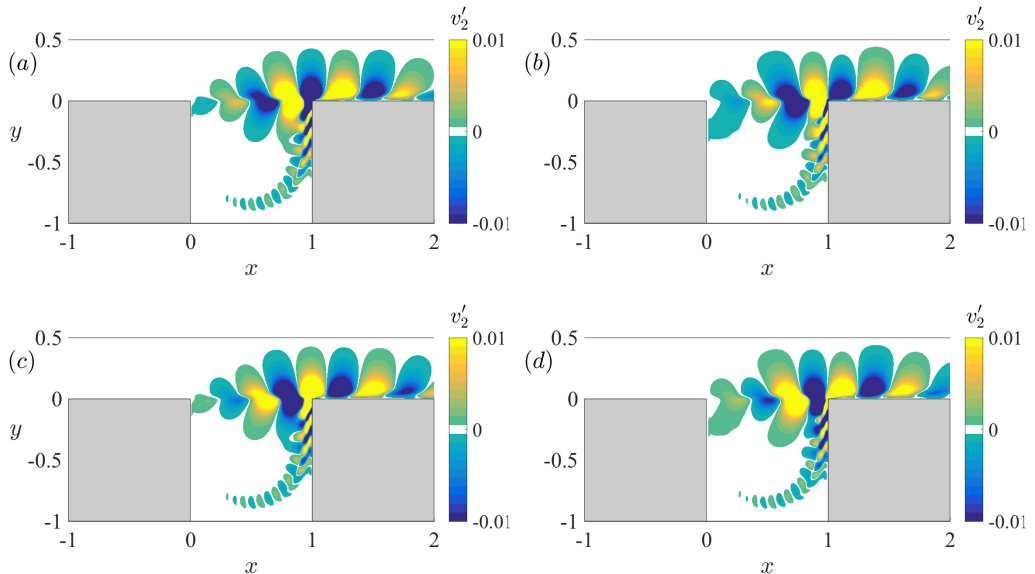 v′₂ v′₂
(a) 0.5 0.01 (b) 0.5 0.01
0 0
y -0.5 0 -0.5 0
-1 -0.01 -1 -0.01
-1 0 1 2 -1 0 1 2
x x
v′₂ v′₂
(c) 0.5 0.01 (d) 0.5 0.01
0 0
y -0.5 0 -0.5 0
-1 -0.01 -1 -0.01
-1 0 1 2 -1 0 1 2
x x